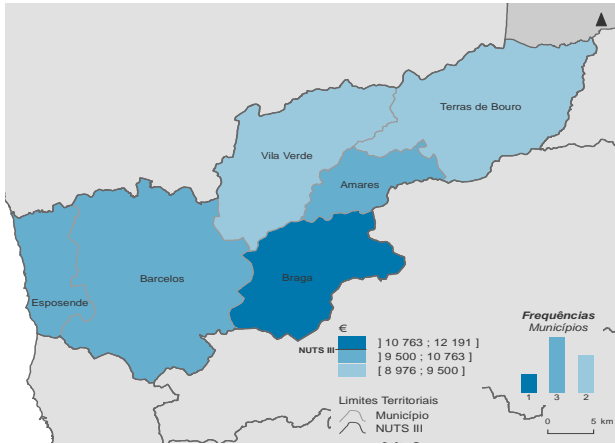 Terras de Bouro
Vila Verde
Amares
Braga
Barcelos
Esposende
€
] 10 763 ; 12 191 ]
NUTS III
] 9 500 ; 10 763 ]
[ 8 976 ; 9 500 ]
Limites Territoriais
Município
NUTS III
Frequências
Municípios
1 3 2
0 5 km